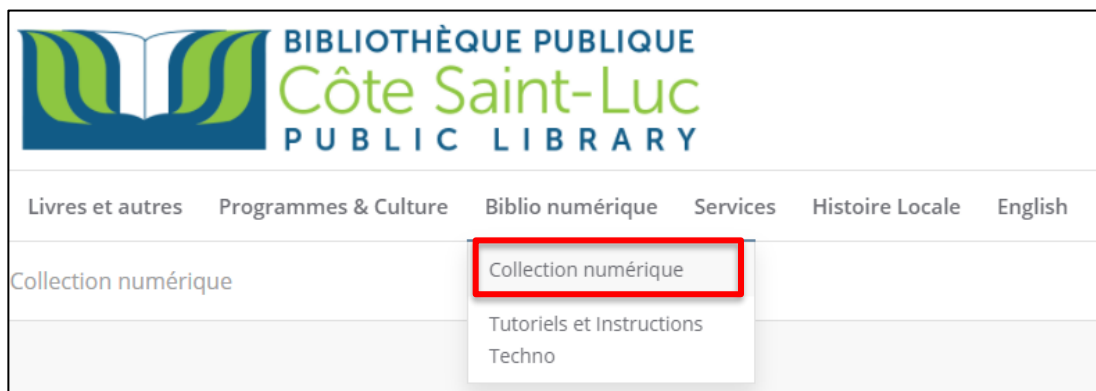 BIBLIOTHÈQUE PUBLIQUE
Côte Saint-Luc
PUBLIC LIBRARY
Livres et autres Programmes & Culture Biblio numérique Services Histoire Locale English
Collection numérique
Collection numérique
Tutoriels et Instructions
Techno